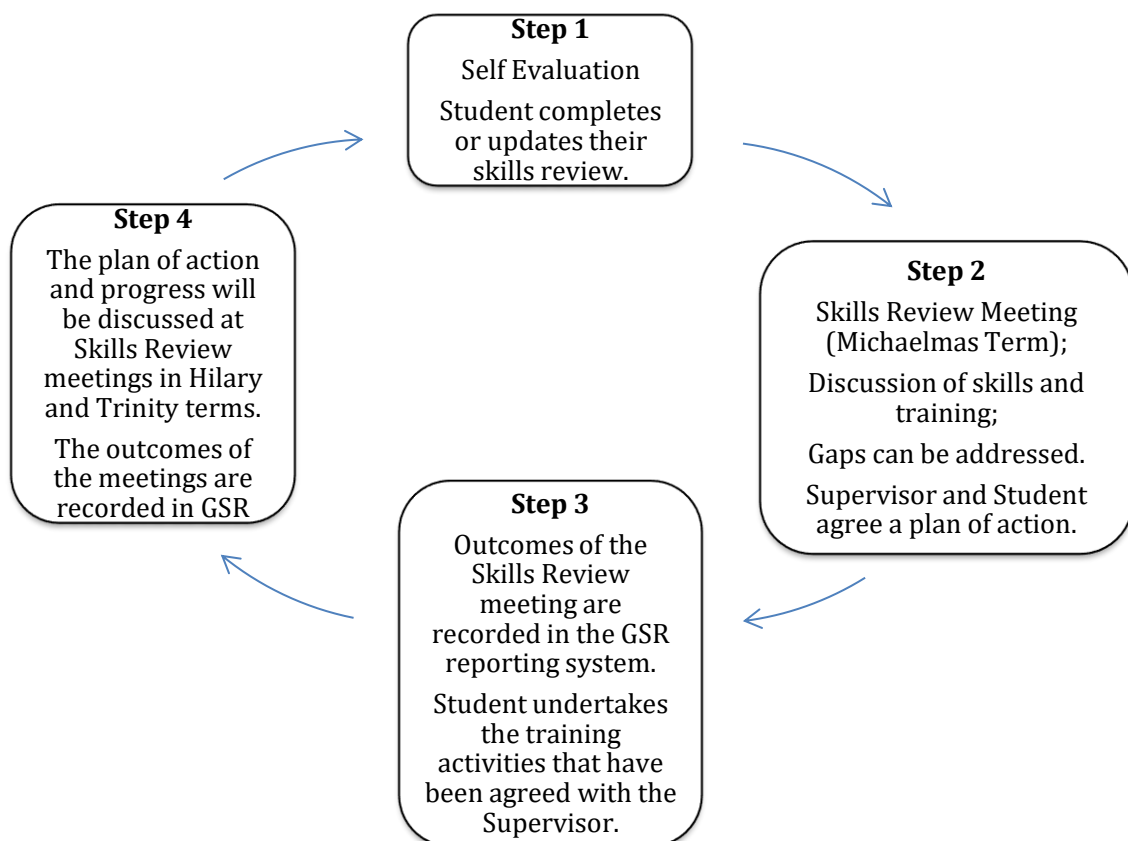 Step 1
Self Evaluation
Student completes
or updates their
skills review.
Step 2
Skills Review Meeting
(Michaelmas Term);
Discussion of skills and
training;
Gaps can be addressed.
Supervisor and Student
agree a plan of action.
Step 3
Outcomes of the
Skills Review
meeting are
recorded in the GSR
reporting system.
Student undertakes
the training
activities that have
been agreed with the
Supervisor.
Step 4
The plan of action
and progress will
be discussed at
Skills Review
meetings in Hilary
and Trinity terms.
The outcomes of
the meetings are
recorded in GSR